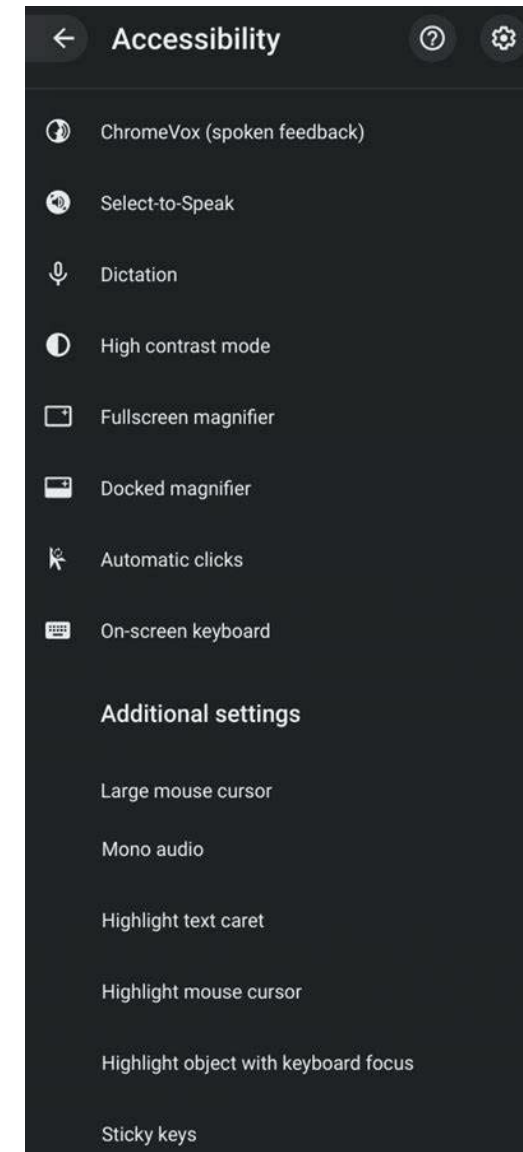 Accessibility
ChromeVox (spoken feedback)
Select-to-Speak
Dictation
High contrast mode
Fullscreen magnifier
Docked magnifier
Automatic clicks
On-screen keyboard
Additional settings
Large mouse cursor
Mono audio
Highlight text caret
Highlight mouse cursor
Highlight object with keyboard focus
Sticky keys